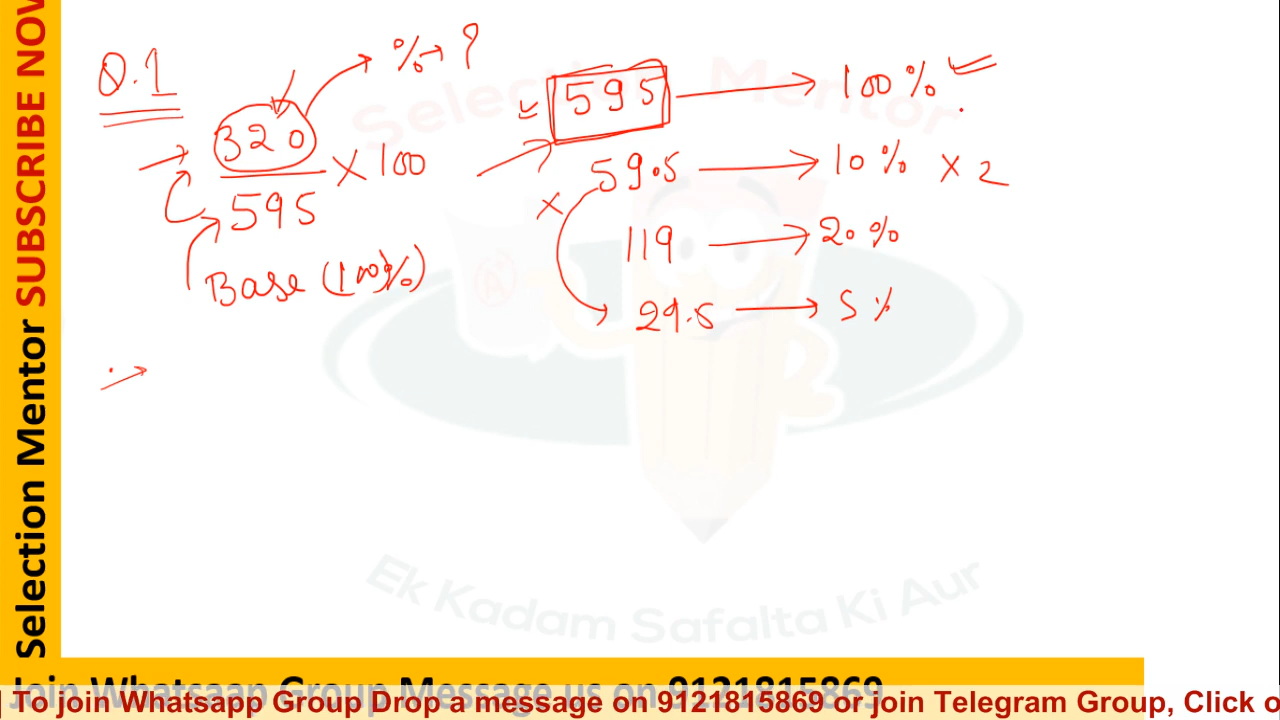 Selection Mentor SUBSCRIBE NOW
Selection Mentor
Q.1
320
595
× 100
% → ?
Base (100%)
595 → 100%
59.5 → 10% × 2
119 → 20%
29.5 → 5%
Ek Kadam Safalta Ki Aur
Join Whatsaap Group Message us on 9121815869
To join Whatsapp Group Drop a message on 9121815869 or join Telegram Group, Click o